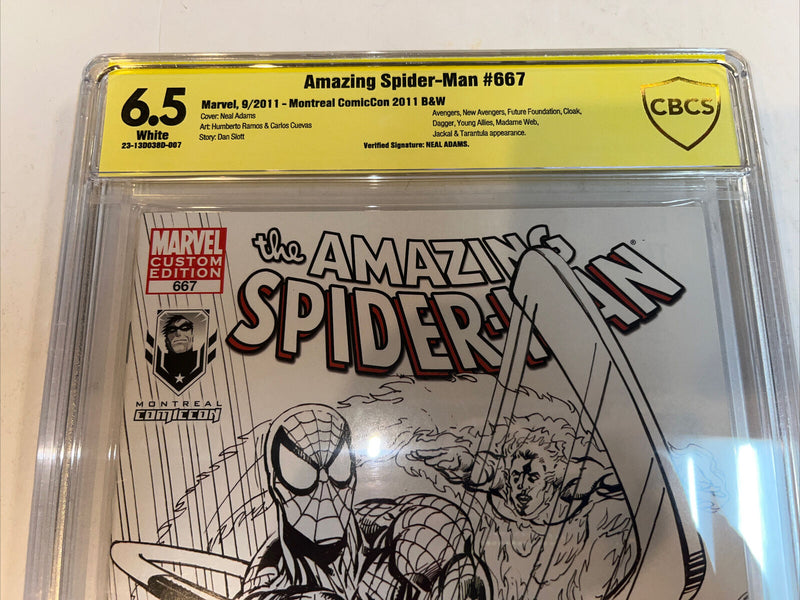 Amazing Spider-Man #667
6.5
White
23-13D038D-007
Marvel, 9/2011 - Montreal ComicCon 2011 B&W
Cover: Neal Adams
Art: Humberto Ramos & Carlos Cuevas
Story: Dan Slott
Avengers, New Avengers, Future Foundation, Cloak,
Dagger, Young Allies, Madame Web,
Jackal & Tarantula appearance.
Verified Signature: NEAL ADAMS.
CBCS
MARVEL
CUSTOM
EDITION
667
the AMAZING
SPIDER-MAN
MONTREAL
COMICCON